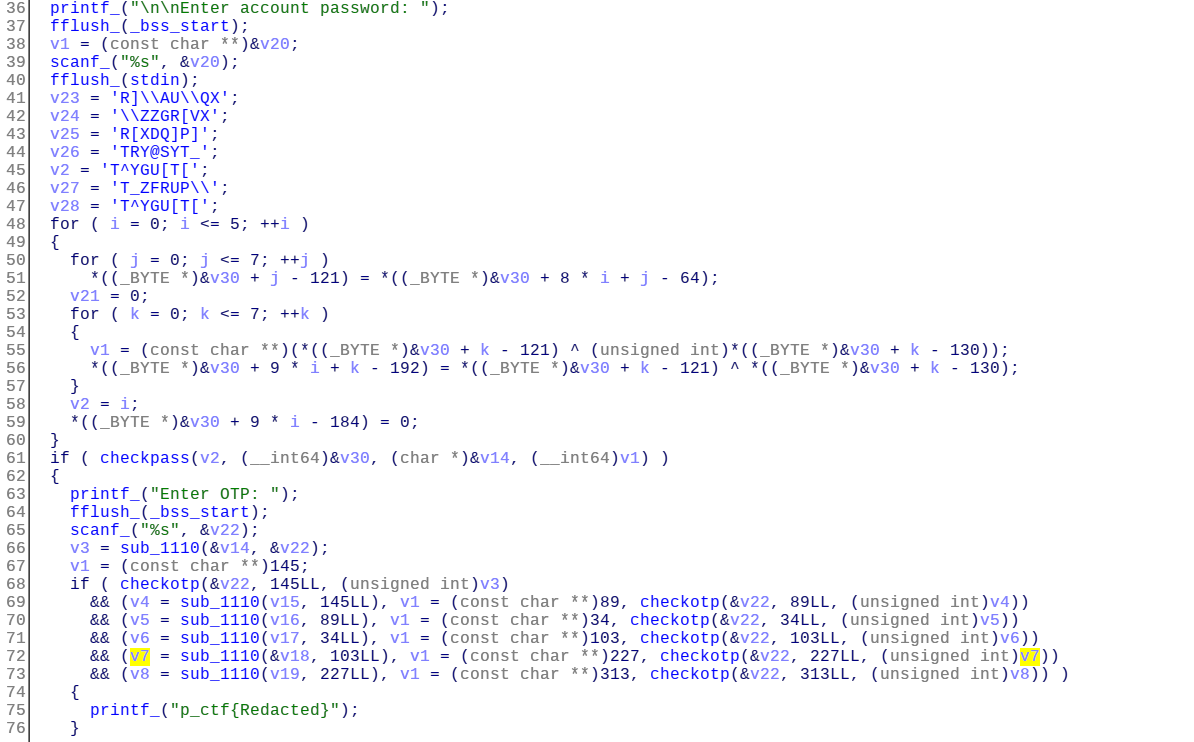 36 printf_("\n\nEnter account password: ");
37 fflush_(_bss_start);
38 v1 = (const char **)&v20;
39 scanf_("%s", &v20);
40 fflush_(stdin);
41 v23 = 'R]\\AU\\QX';
42 v24 = '\\ZZGR[VX';
43 v25 = 'R[XDQ]P]';
44 v26 = 'TRY@SYT_';
45 v2 = 'T^YGU[T[';
46 v27 = 'T_ZFRUP\\';
47 v28 = 'T^YGU[T[';
48 for ( i = 0; i <= 5; ++i )
49 {
50 for ( j = 0; j <= 7; ++j )
51 *((_BYTE *)&v30 + j - 121) = *((_BYTE *)&v30 + 8 * i + j - 64);
52 v21 = 0;
53 for ( k = 0; k <= 7; ++k )
54 {
55 v1 = (const char **)(*((_BYTE *)&v30 + k - 121) ^ (unsigned int)*((_BYTE *)&v30 + k - 130));
56 *((_BYTE *)&v30 + 9 * i + k - 192) = *((_BYTE *)&v30 + k - 121) ^ *((_BYTE *)&v30 + k - 130);
57 }
58 v2 = i;
59 *((_BYTE *)&v30 + 9 * i - 184) = 0;
60 }
61 if ( checkpass(v2, (__int64)&v30, (char *)&v14, (__int64)v1) )
62 {
63 printf_("Enter OTP: ");
64 fflush_(_bss_start);
65 scanf_("%s", &v22);
66 v3 = sub_1110(&v14, &v22);
67 v1 = (const char **)145;
68 if ( checkotp(&v22, 145LL, (unsigned int)v3)
69 && (v4 = sub_1110(v15, 145LL), v1 = (const char **)89, checkotp(&v22, 89LL, (unsigned int)v4))
70 && (v5 = sub_1110(v16, 89LL), v1 = (const char **)34, checkotp(&v22, 34LL, (unsigned int)v5))
71 && (v6 = sub_1110(v17, 34LL), v1 = (const char **)103, checkotp(&v22, 103LL, (unsigned int)v6))
72 && (v7 = sub_1110(&v18, 103LL), v1 = (const char **)227, checkotp(&v22, 227LL, (unsigned int)v7))
73 && (v8 = sub_1110(v19, 227LL), v1 = (const char **)313, checkotp(&v22, 313LL, (unsigned int)v8)) )
74 {
75 printf_("p_ctf{Redacted}");
76 }